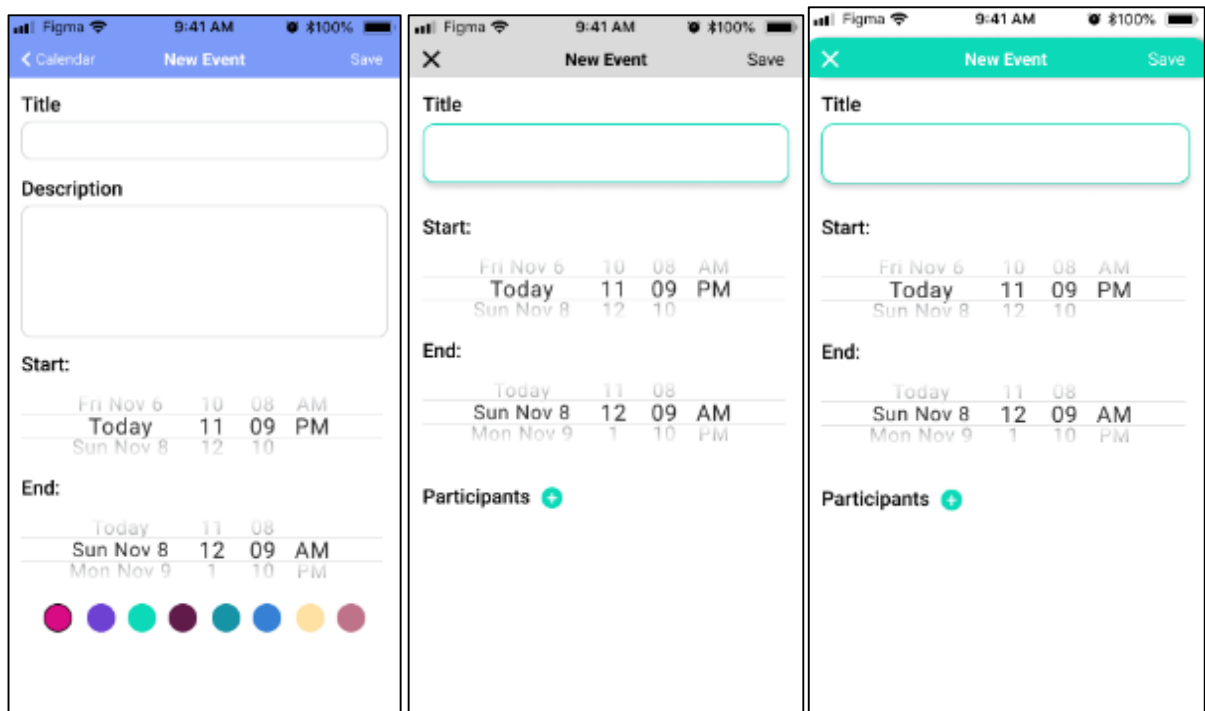 Figma 9:41 AM 100%
Calendar New Event Save
Title
Description
Start:
Fri Nov 6 10 08 AM
Today 11 09 PM
Sun Nov 8 12 10
End:
Today 11 08
Sun Nov 8 12 09 AM
Mon Nov 9 1 10 PM
Figma 9:41 AM 100%
New Event Save
Title
Start:
Fri Nov 6 10 08 AM
Today 11 09 PM
Sun Nov 8 12 10
End:
Today 11 08
Sun Nov 8 12 09 AM
Mon Nov 9 1 10 PM
Participants
Figma 9:41 AM 100%
New Event Save
Title
Start:
Fri Nov 6 10 08 AM
Today 11 09 PM
Sun Nov 8 12 10
End:
Today 11 08
Sun Nov 8 12 09 AM
Mon Nov 9 1 10 PM
Participants